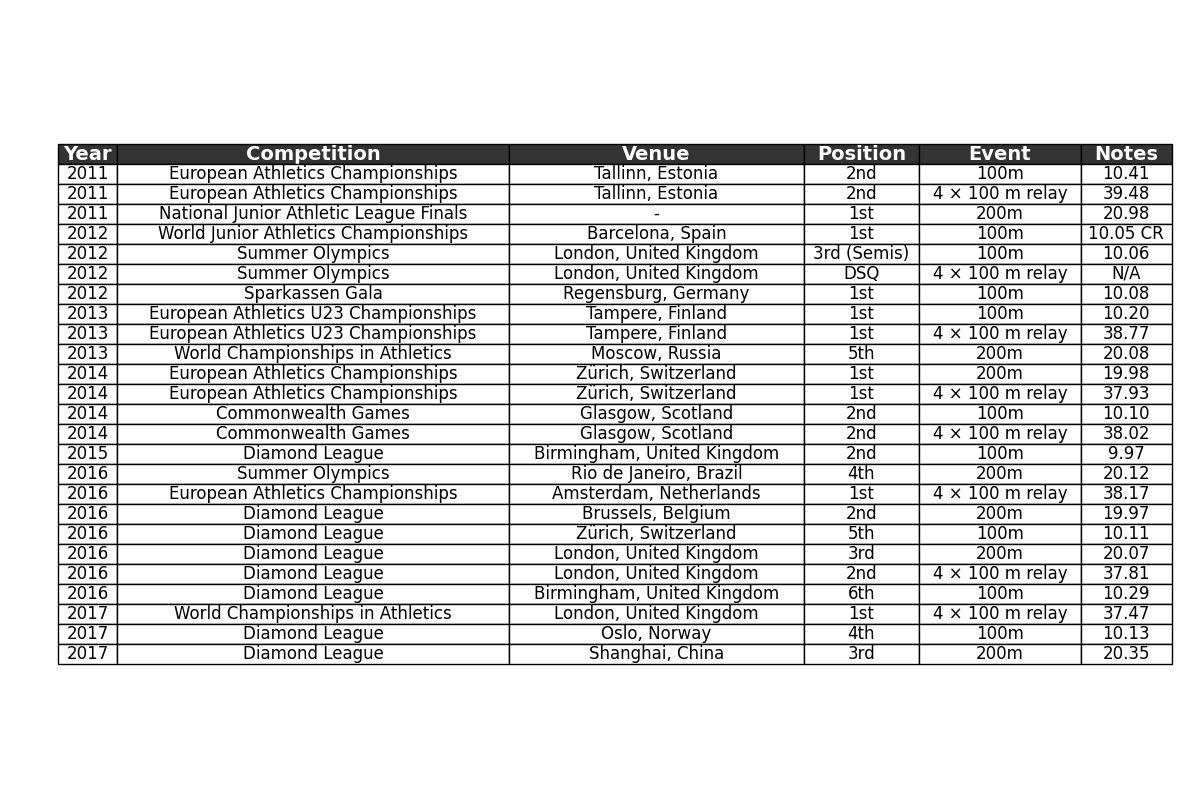 Year Competition Venue Position Event Notes
2011 European Athletics Championships Tallinn, Estonia 2nd 100m 10.41
2011 European Athletics Championships Tallinn, Estonia 2nd 4 × 100 m relay 39.48
2011 National Junior Athletic League Finals - 1st 200m 20.98
2012 World Junior Athletics Championships Barcelona, Spain 1st 100m 10.05 CR
2012 Summer Olympics London, United Kingdom 3rd (Semis) 100m 10.06
2012 Summer Olympics London, United Kingdom DSQ 4 × 100 m relay N/A
2012 Sparkassen Gala Regensburg, Germany 1st 100m 10.08
2013 European Athletics U23 Championships Tampere, Finland 1st 100m 10.20
2013 European Athletics U23 Championships Tampere, Finland 1st 4 × 100 m relay 38.77
2013 World Championships in Athletics Moscow, Russia 5th 200m 20.08
2014 European Athletics Championships Zürich, Switzerland 1st 200m 19.98
2014 European Athletics Championships Zürich, Switzerland 1st 4 × 100 m relay 37.93
2014 Commonwealth Games Glasgow, Scotland 2nd 100m 10.10
2014 Commonwealth Games Glasgow, Scotland 2nd 4 × 100 m relay 38.02
2015 Diamond League Birmingham, United Kingdom 2nd 100m 9.97
2016 Summer Olympics Rio de Janeiro, Brazil 4th 200m 20.12
2016 European Athletics Championships Amsterdam, Netherlands 1st 4 × 100 m relay 38.17
2016 Diamond League Brussels, Belgium 2nd 200m 19.97
2016 Diamond League Zürich, Switzerland 5th 100m 10.11
2016 Diamond League London, United Kingdom 3rd 200m 20.07
2016 Diamond League London, United Kingdom 2nd 4 × 100 m relay 37.81
2016 Diamond League Birmingham, United Kingdom 6th 100m 10.29
2017 World Championships in Athletics London, United Kingdom 1st 4 × 100 m relay 37.47
2017 Diamond League Oslo, Norway 4th 100m 10.13
2017 Diamond League Shanghai, China 3rd 200m 20.35